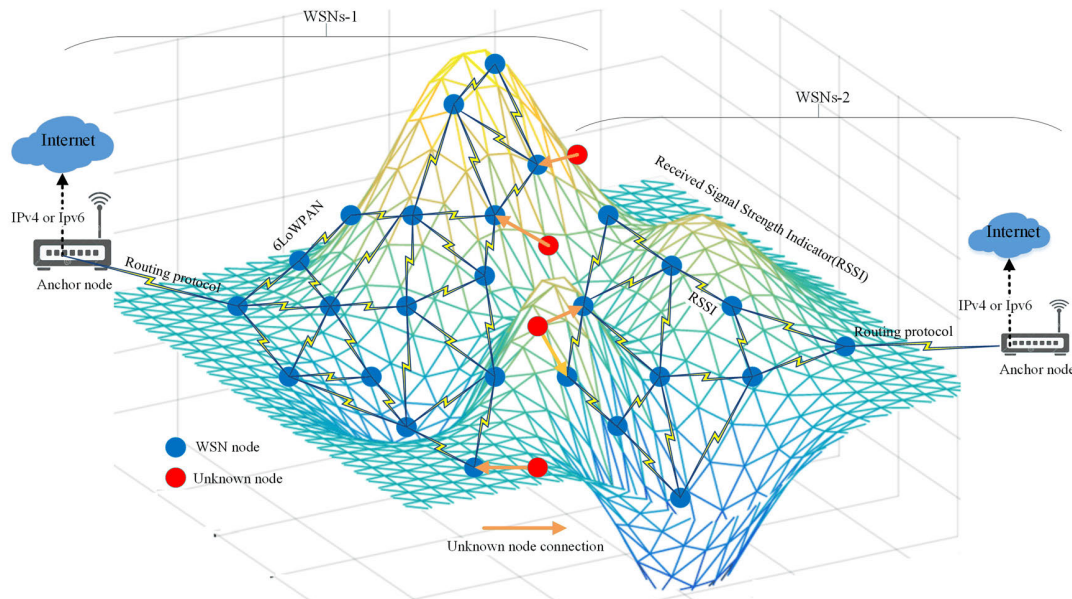 WSNs-1
WSNs-2
Internet
IPv4 or Ipv6
Anchor node
Routing protocol
6LoWPAN
Received Signal Strength Indicator(RSSI)
RSSI
Internet
IPv4 or Ipv6
Routing protocol
Anchor node
WSN node
Unknown node
Unknown node connection